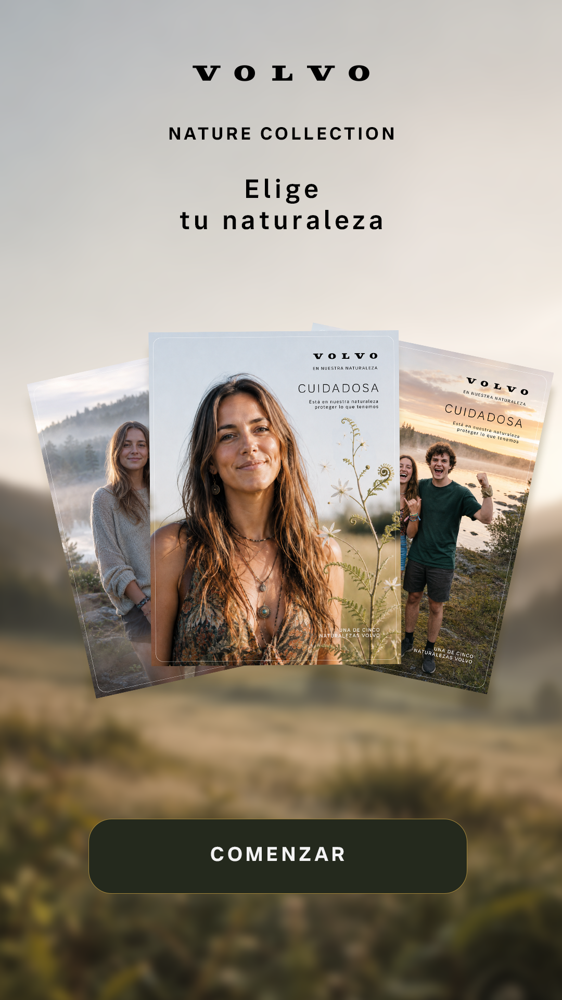 VOLVO
NATURE COLLECTION
Elige
tu naturaleza
VOLVO
EN NUESTRA NATURALEZA
CUIDADOSA
Está en nuestra naturaleza
proteger lo que tenemos
UNA DE CINCO
NATURALEZAS VOLVO
VOLVO
EN NUESTRA NATURALEZA
CUIDADOSA
Está en nuestra naturaleza
proteger lo que tenemos
UNA DE CINCO
NATURALEZAS VOLVO
COMENZAR